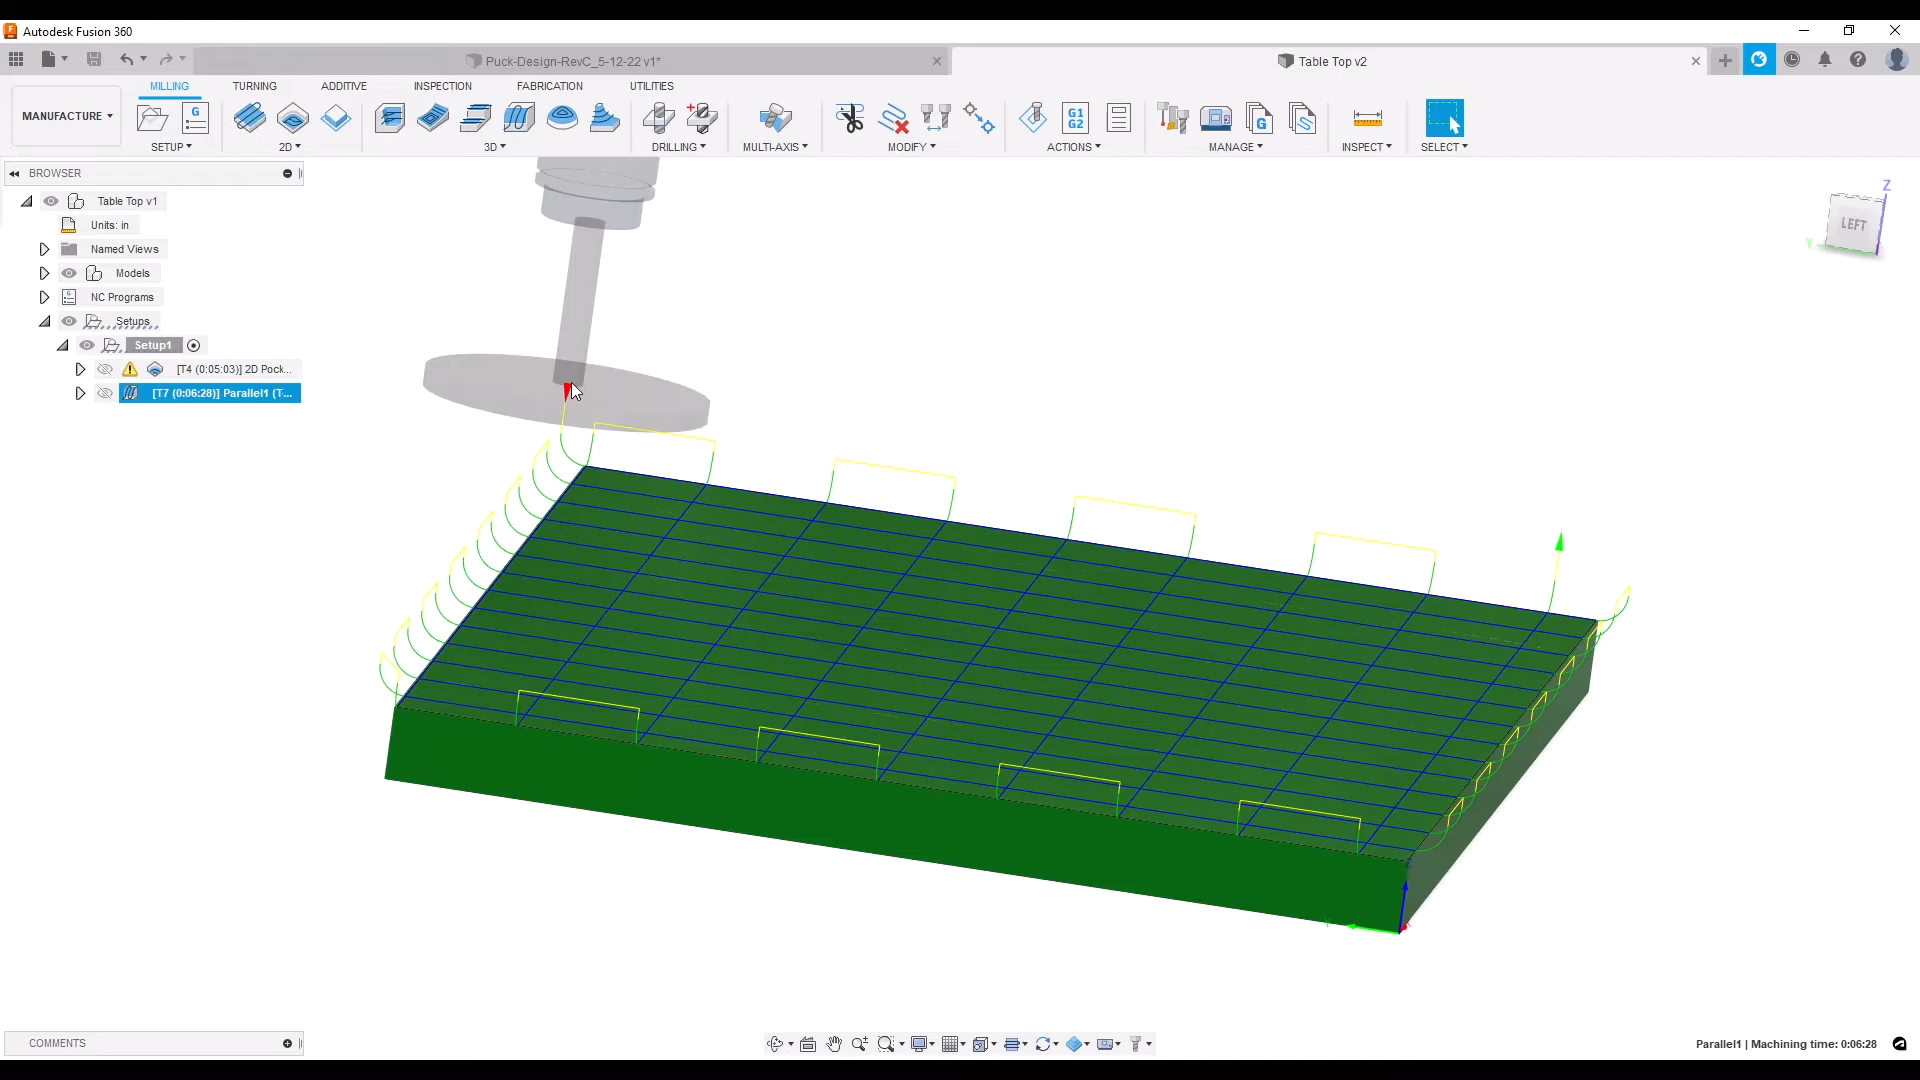 Autodesk Fusion 360
Puck-Design-RevC_5-12-22 v1*
Table Top v2
MILLING
TURNING
ADDITIVE
INSPECTION
FABRICATION
UTILITIES
MANUFACTURE
SETUP
2D
3D
DRILLING
MULTI-AXIS
MODIFY
G1
G2
ACTIONS
MANAGE
INSPECT
SELECT
BROWSER
Table Top v1
Units: in
Named Views
Models
NC Programs
Setups
Setup1
[T4 (0:05:03)] 2D Pock...
[T7 (0:06:28)] Parallel1 (T...
Z
LEFT
Y
COMMENTS
Parallel1 | Machining time: 0:06:28